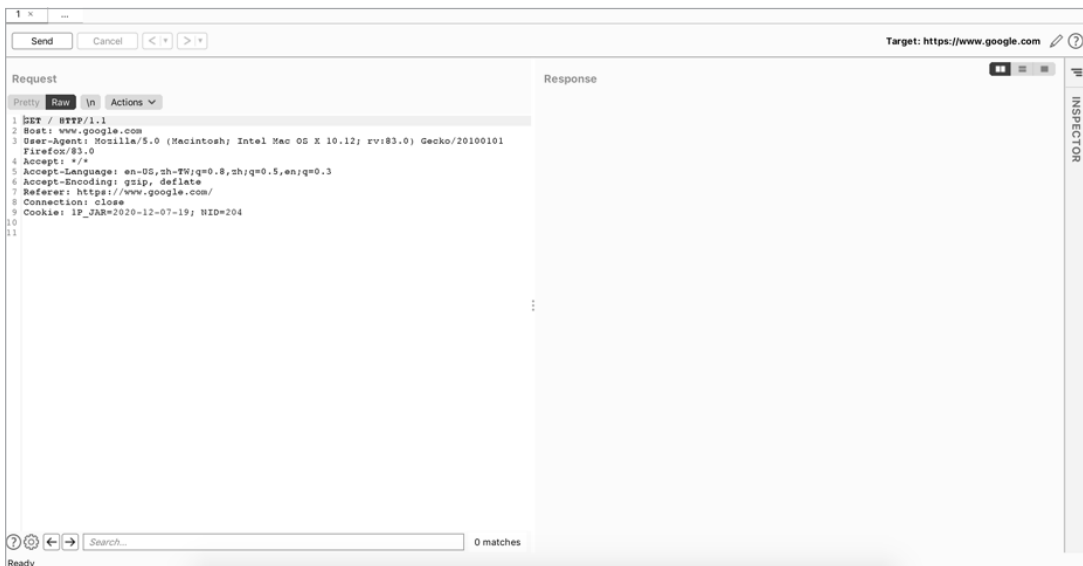 1 × ...
Send Cancel < > Target: https://www.google.com ?
Request
Response
Pretty Raw \n Actions
1 GET / HTTP/1.1
2 Host: www.google.com
3 User-Agent: Mozilla/5.0 (Macintosh; Intel Mac OS X 10.12; rv:83.0) Gecko/20100101
Firefox/83.0
4 Accept: */*
5 Accept-Language: en-US,zh-TW;q=0.8,zh;q=0.5,en;q=0.3
6 Accept-Encoding: gzip, deflate
7 Referer: https://www.google.com/
8 Connection: close
9 Cookie: 1P_JAR=2020-12-07-19; NID=204
10
11
INSPECTOR
? Search... 0 matches
Ready